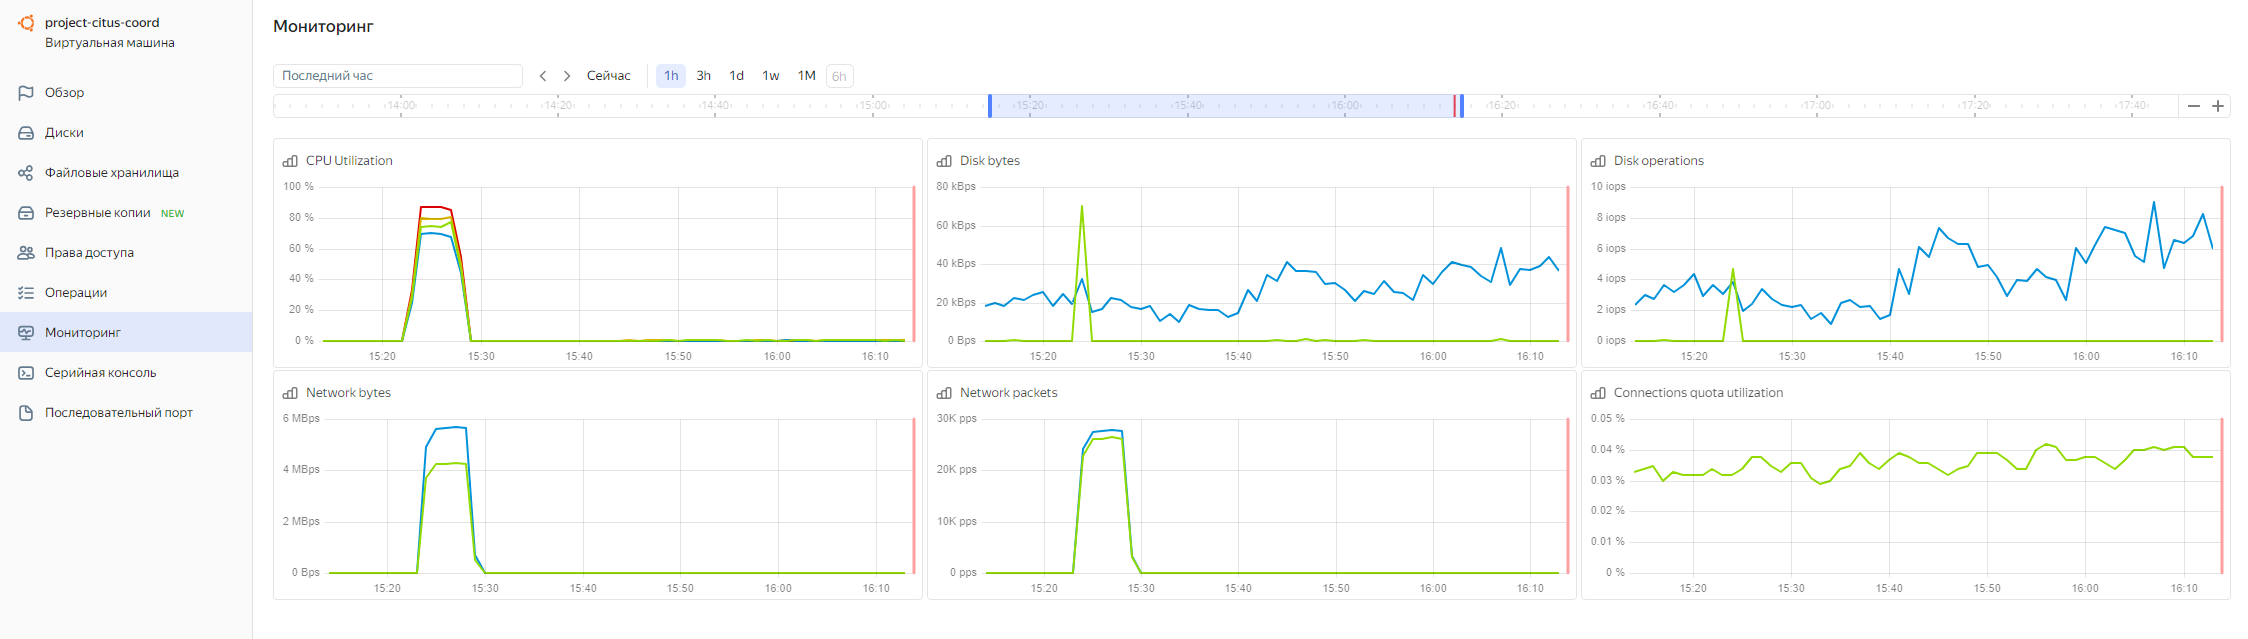 project-citus-coord
Виртуальная машина
Обзор
Диски
Файловые хранилища
Резервные копии NEW
Права доступа
Операции
Мониторинг
Серийная консоль
Последовательный порт
Мониторинг
Последний час
Сейчас 1h 3h 1d 1w 1M 6h
14:00 14:20 14:40 15:00 15:20 15:40 16:00 16:20 16:40 17:00 17:20 17:40
CPU Utilization
100 %
80 %
60 %
40 %
20 %
0 %
15:20 15:30 15:40 15:50 16:00 16:10
Disk bytes
80 kBps
60 kBps
40 kBps
20 kBps
0 Bps
15:20 15:30 15:40 15:50 16:00 16:10
Disk operations
10 iops
8 iops
6 iops
4 iops
2 iops
0 iops
15:20 15:30 15:40 15:50 16:00 16:10
Network bytes
6 MBps
4 MBps
2 MBps
0 Bps
15:20 15:30 15:40 15:50 16:00 16:10
Network packets
30K pps
20K pps
10K pps
0 pps
15:20 15:30 15:40 15:50 16:00 16:10
Connections quota utilization
0.05 %
0.04 %
0.03 %
0.02 %
0.01 %
0 %
15:20 15:30 15:40 15:50 16:00 16:10